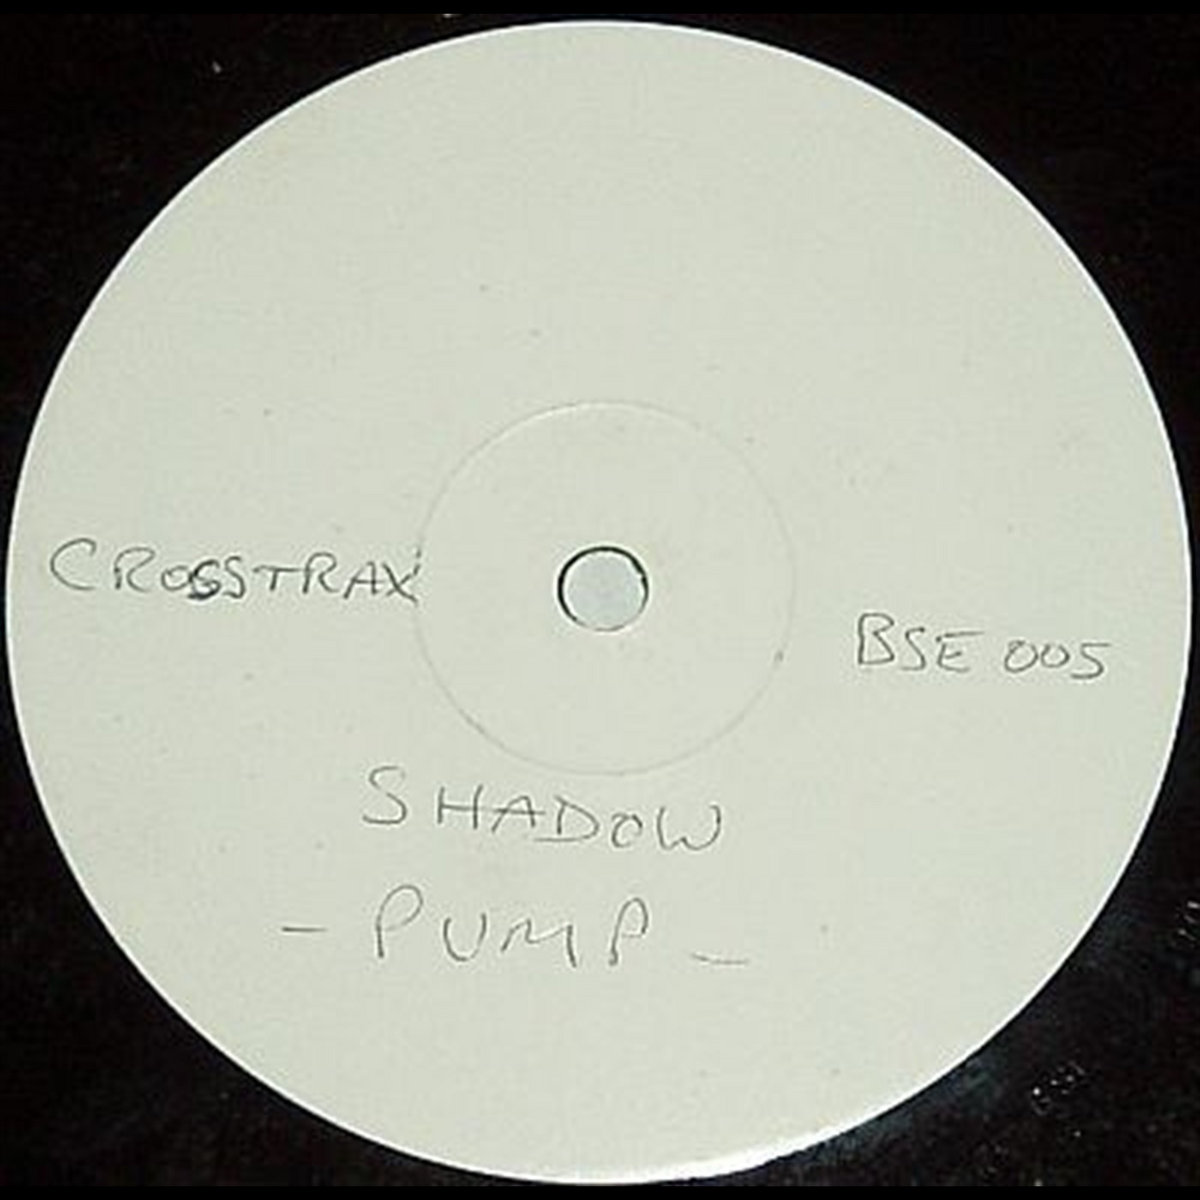 CROSSTRAX
BSE 005
SHADOW
- PUMP -